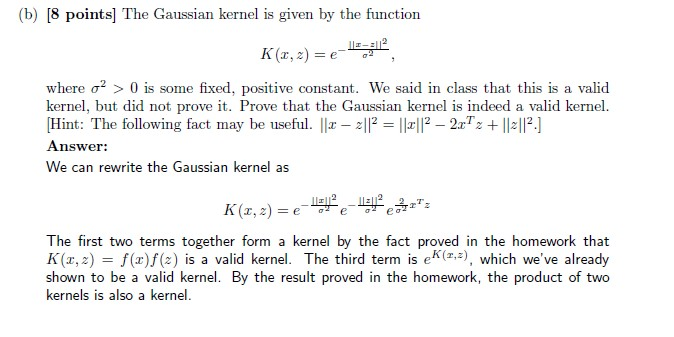 (b) [8 points] The Gaussian kernel is given by the function
K(x, z) = e^{-\frac{||x-z||^2}{σ^2}},
where σ² > 0 is some fixed, positive constant. We said in class that this is a valid
kernel, but did not prove it. Prove that the Gaussian kernel is indeed a valid kernel.
[Hint: The following fact may be useful. ||x − z||² = ||x||² − 2xᵀz + ||z||².]
Answer:
We can rewrite the Gaussian kernel as
K(x, z) = e^{-\frac{||x||^2}{σ^2}} e^{-\frac{||z||^2}{σ^2}} e^{\frac{2}{σ^2}x^Tz}
The first two terms together form a kernel by the fact proved in the homework that
K(x, z) = f(x)f(z) is a valid kernel. The third term is e^{K(x,z)}, which we've already
shown to be a valid kernel. By the result proved in the homework, the product of two
kernels is also a kernel.